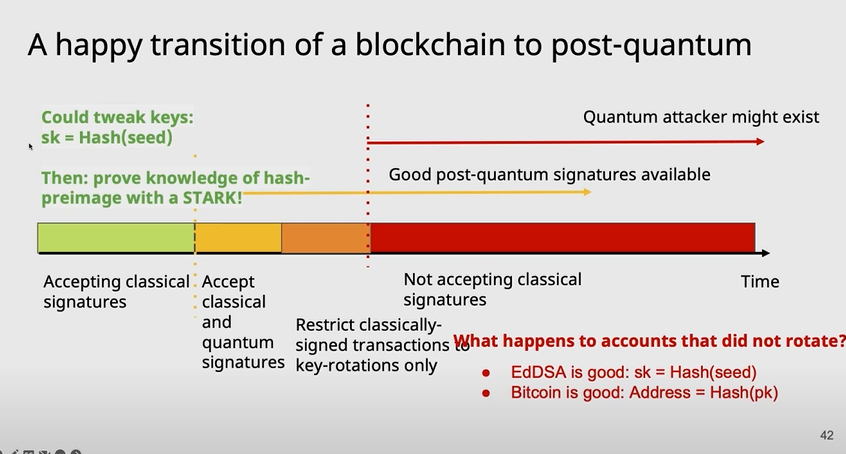 A happy transition of a blockchain to post-quantum
Could tweak keys:
sk = Hash(seed)
Quantum attacker might exist
Then: prove knowledge of hash-
preimage with a STARK!
Good post-quantum signatures available
Accepting classical
signatures
Accept
classical
and
quantum
signatures
Restrict classically-
signed transactions to
key-rotations only
Not accepting classical
signatures
Time
What happens to accounts that did not rotate?
● EdDSA is good: sk = Hash(seed)
● Bitcoin is good: Address = Hash(pk)
42